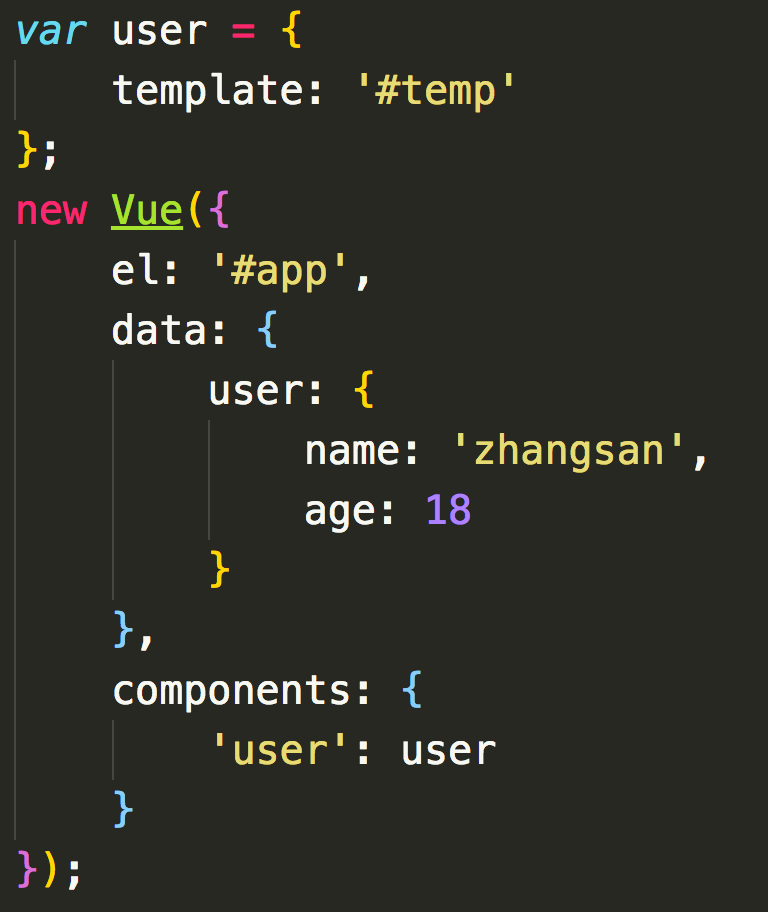 var user = {
    template: '#temp'
};
new Vue({
    el: '#app',
    data: {
        user: {
            name: 'zhangsan',
            age: 18
        }
    },
    components: {
        'user': user
    }
});